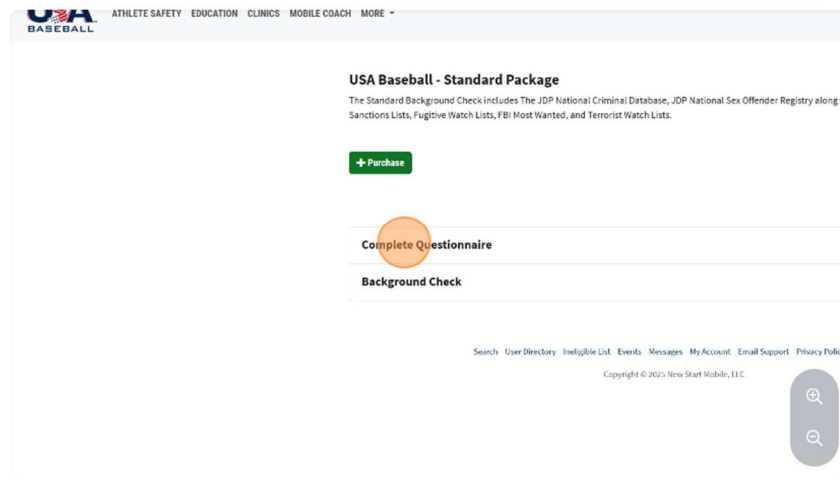 USA
BASEBALL
ATHLETE SAFETY EDUCATION CLINICS MOBILE COACH MORE
USA Baseball - Standard Package
The Standard Background Check includes The JDP National Criminal Database, JDP National Sex Offender Registry along
Sanctions Lists, Fugitive Watch Lists, FBI Most Wanted, and Terrorist Watch Lists.
+ Purchase
Complete Questionnaire
Background Check
Search User Directory Ineligible List Events Messages My Account Email Support Privacy Polic
Copyright © 2025 New Start Mobile, LLC.